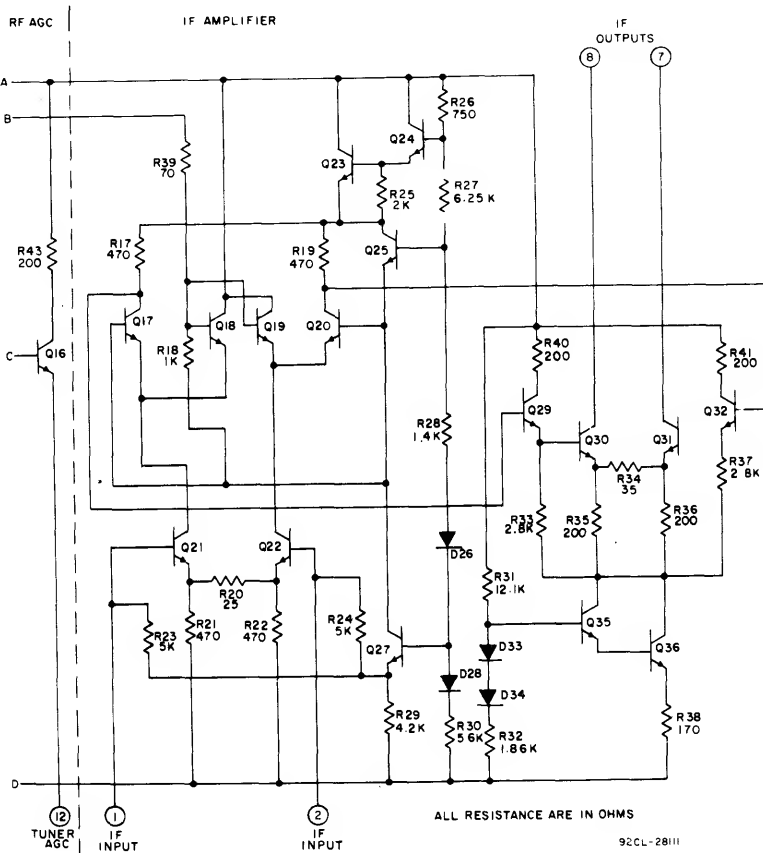 RF AGC
IF AMPLIFIER
IF
OUTPUTS
8
7
A
B
R39
70
Q23
Q24
R26
750
R27
6.25K
R25
2K
Q25
R43
200
R17
470
R19
470
C
Q16
Q17
R18
1K
Q18
Q19
Q20
R40
200
R41
200
Q29
Q32
Q30
Q31
R28
1.4K
R34
35
R37
2.8K
R33
2.8K
R35
200
R36
200
Q21
Q22
D26
R20
25
R31
12.1K
R23
5K
R21
470
R22
470
R24
5K
Q27
Q35
Q36
D33
D28
D34
R29
4.2K
R30
56K
R32
1.86K
R38
170
D
12
TUNER
AGC
1
IF
INPUT
2
IF
INPUT
ALL RESISTANCE ARE IN OHMS
92CL-28111